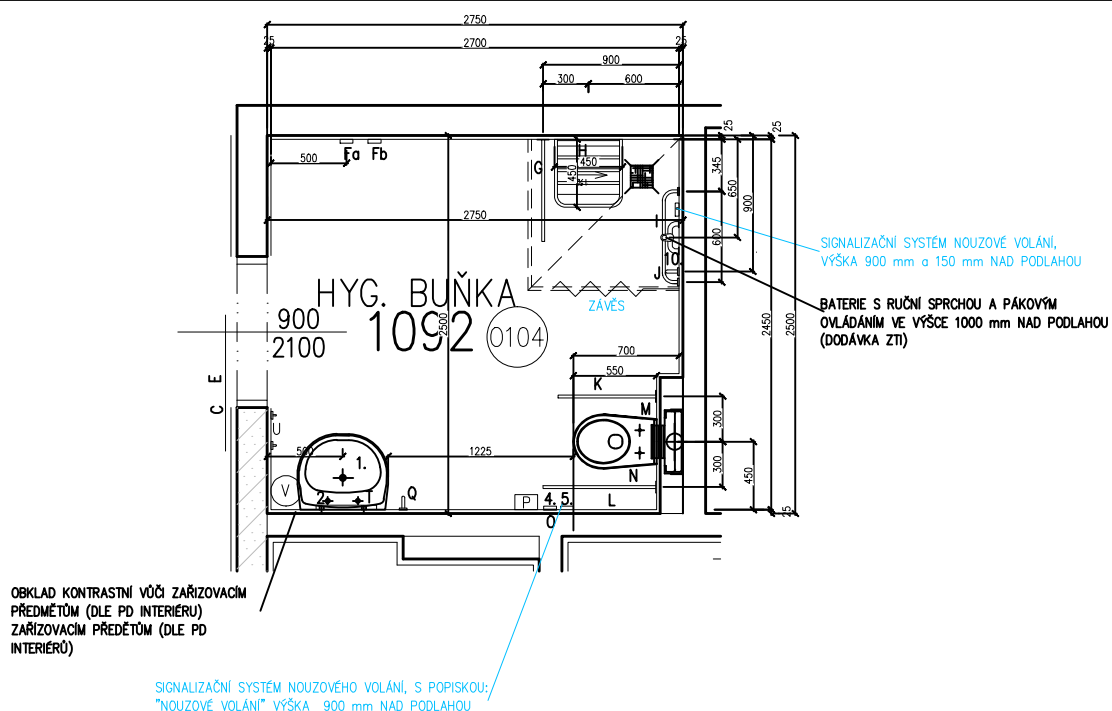 2750
25 2700 25
900
300 600
1
Fa Fb
500
G
H
450
450
25
25
345
650
900
600
2750
I
10.
J
SIGNALIZAČNÍ SYSTÉM NOUZOVÉ VOLÁNÍ,
VÝŠKA 900 mm a 150 mm NAD PODLAHOU
BATERIE S RUČNÍ SPRCHOU A PÁKOVÝM
OVLÁDÁNÍM VE VÝŠCE 1000 mm NAD PODLAHOU
(DODÁVKA ZTI)
ZÁVĚS
HYG. BUŇKA
1092
0104
900
2100
2500
2450
2500
700
550
C E
K
M
N
L
300
300
450
25
U
500
1225
1.
V
2
T
Q
P
4. 5.
O
OBKLAD KONTRASTNÍ VŮČI ZAŘIZOVACÍM
PŘEDMĚTŮM (DLE PD INTERIÉRU)
ZAŘÍZOVACÍM PŘEDĚTŮM (DLE PD
INTERIÉRŮ)
SIGNALIZAČNÍ SYSTÉM NOUZOVÉHO VOLÁNÍ, S POPISKOU:
"NOUZOVÉ VOLÁNÍ" VÝŠKA 900 mm NAD PODLAHOU